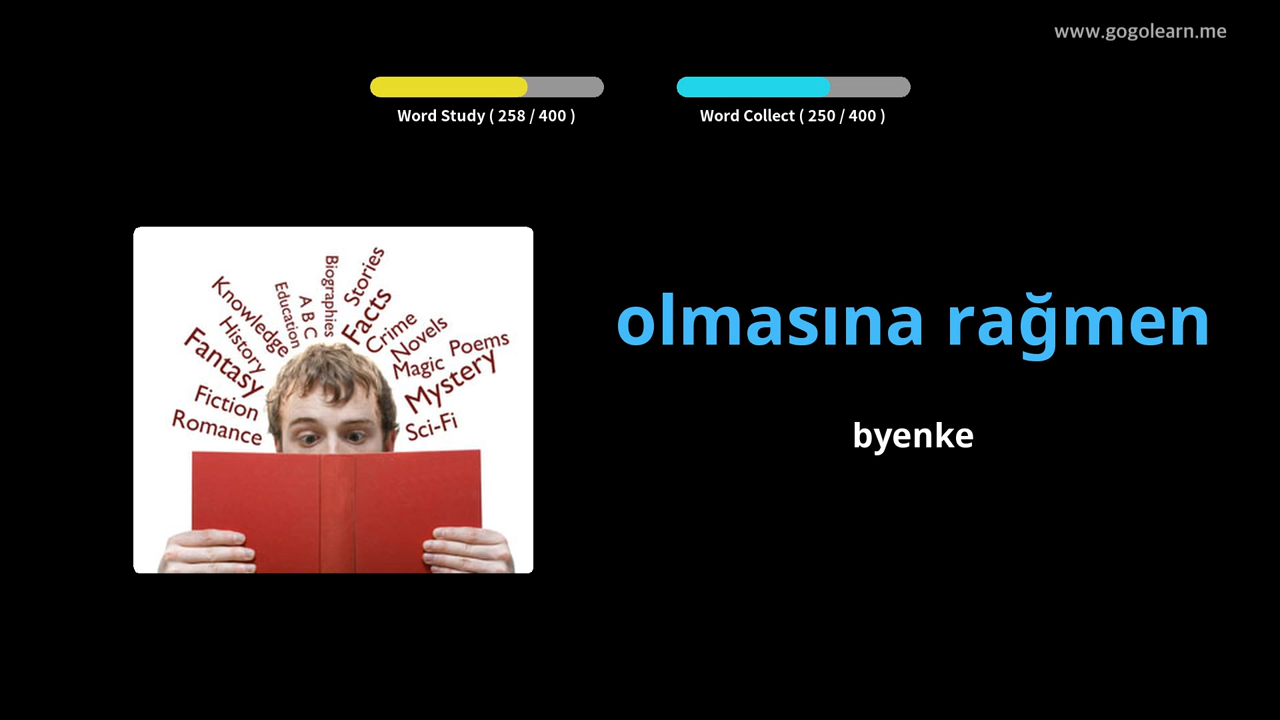 www.gogolearn.me
Word Study ( 258 / 400 )
Word Collect ( 250 / 400 )
Knowledge
Education
A B C
Biographies
Stories
Facts
History
Crime
Novels
Fantasy
Magic
Poems
Mystery
Fiction
Romance
Sci-Fi
olmasına rağmen
byenke